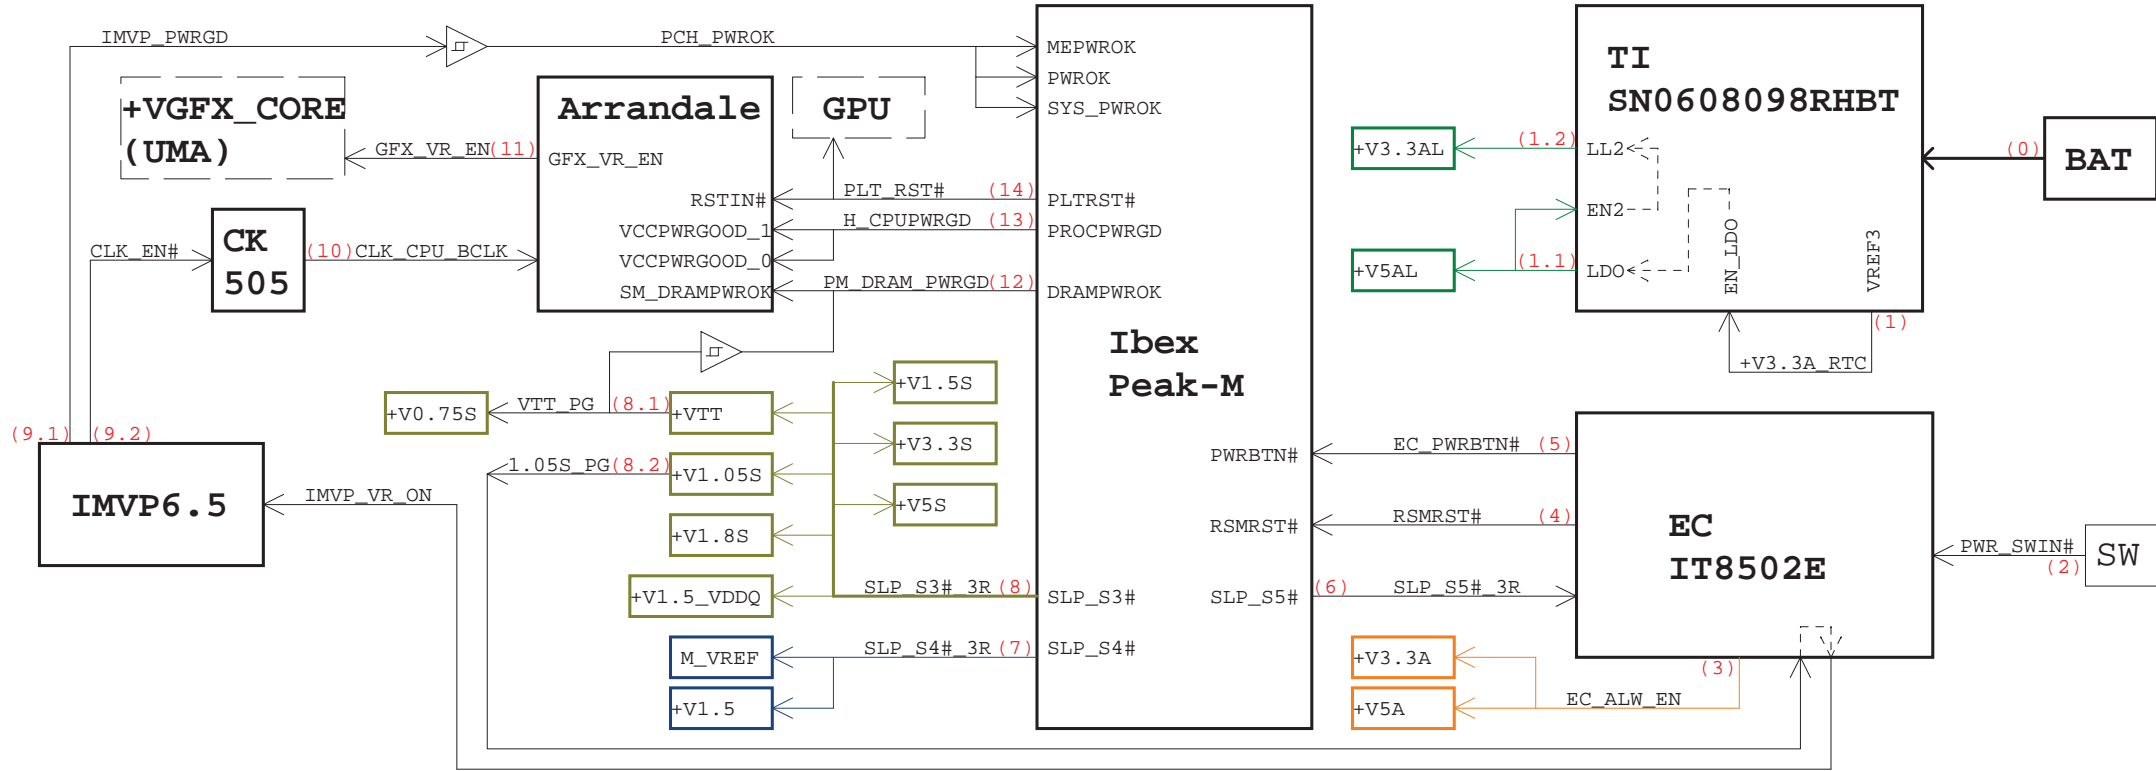 IMVP_PWRGD
PCH_PWROK
MEPWROK
PWROK
SYS_PWROK
+VGFX_CORE
(UMA)
GFX_VR_EN
(11)
Arrandale
GFX_VR_EN
RSTIN#
VCCPWRGOOD_1
VCCPWRGOOD_0
SM_DRAMPWROK
GPU
PLT_RST#
(14)
PLTRST#
H_CPUPWRGD
(13)
PROCPWRGD
PM_DRAM_PWRGD
(12)
DRAMPWROK
CLK_EN#
CK
505
(10)
CLK_CPU_BCLK
Ibex
Peak-M
TI
SN0608098RHBT
+V3.3AL
(1.2)
LL2
EN2
+V5AL
(1.1)
LDO
EN_LDO
VREF3
(1)
+V3.3A_RTC
(0)
BAT
+V1.5S
+V0.75S
VTT_PG
(8.1)
+VTT
+V3.3S
1.05S_PG
(8.2)
+V1.05S
+V5S
+V1.8S
+V1.5_VDDQ
SLP_S3#_3R
(8)
SLP_S3#
M_VREF
SLP_S4#_3R
(7)
SLP_S4#
+V1.5
(9.1)
(9.2)
IMVP6.5
IMVP_VR_ON
PWRBTN#
EC_PWRBTN#
(5)
RSMRST#
RSMRST#
(4)
SLP_S5#
(6)
SLP_S5#_3R
EC
IT8502E
PWR_SWIN#
(2)
SW
+V3.3A
+V5A
EC_ALW_EN
(3)